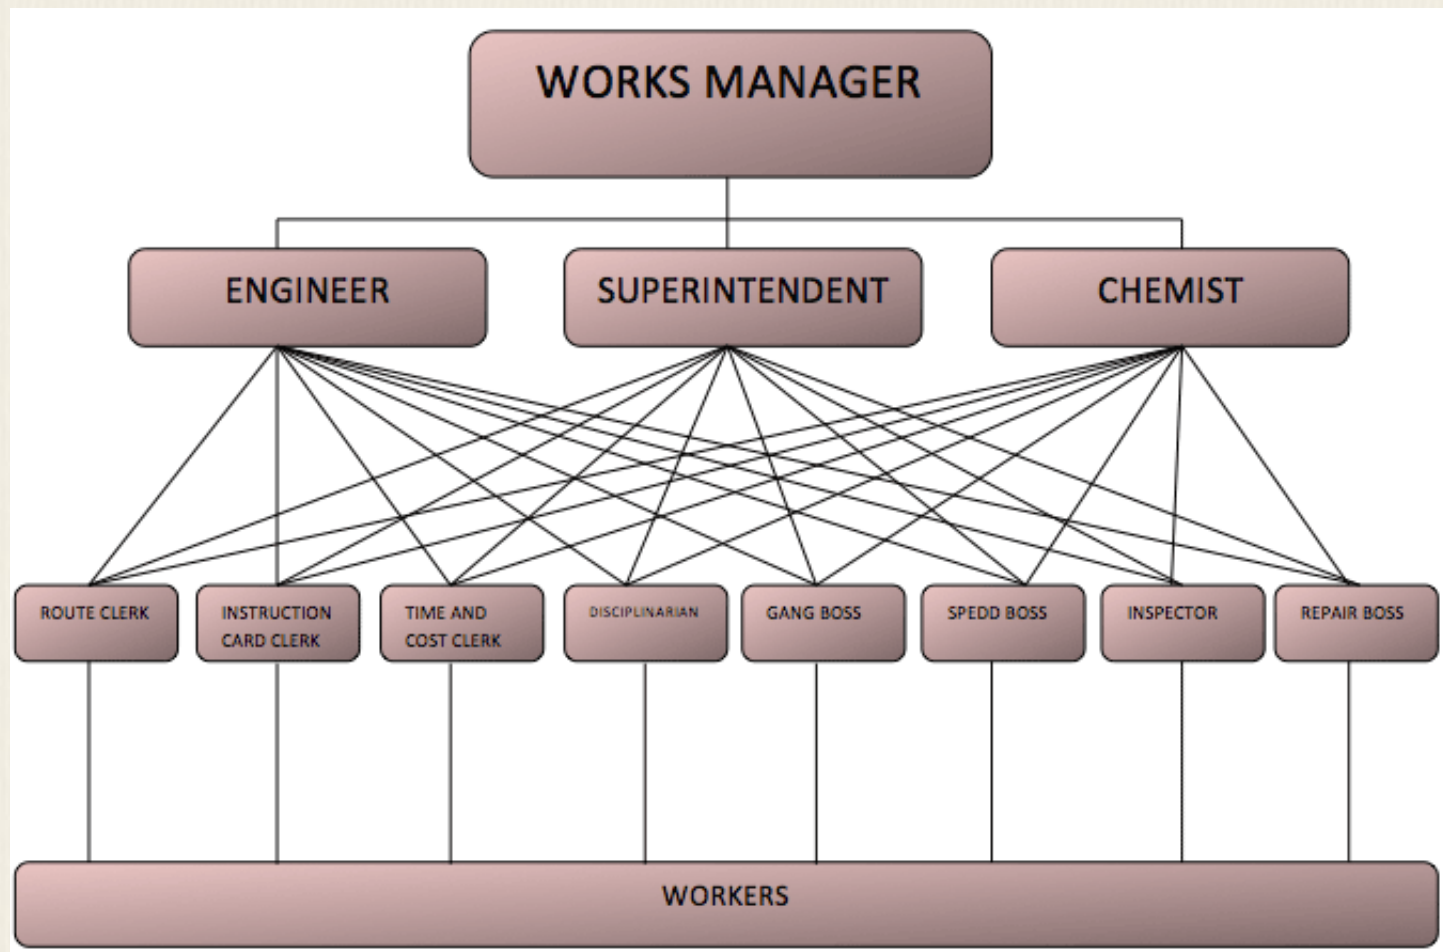 WORKS MANAGER
ENGINEER
SUPERINTENDENT
CHEMIST
ROUTE CLERK
INSTRUCTION
CARD CLERK
TIME AND
COST CLERK
DISCIPLINARIAN
GANG BOSS
SPEDD BOSS
INSPECTOR
REPAIR BOSS
WORKERS